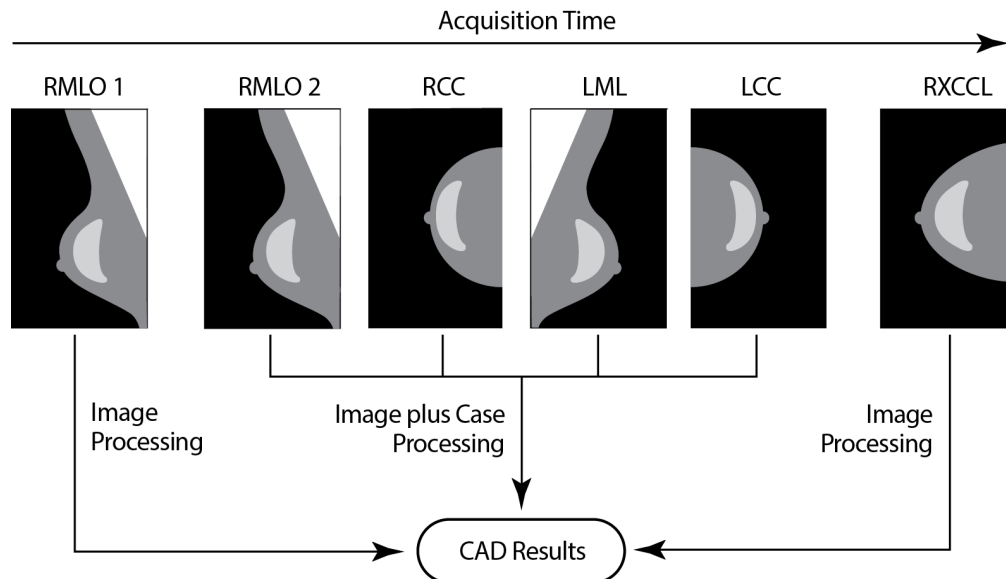 Acquisition Time
RMLO 1
RMLO 2
RCC
LML
LCC
RXCCL
Image
Processing
Image plus Case
Processing
Image
Processing
CAD Results